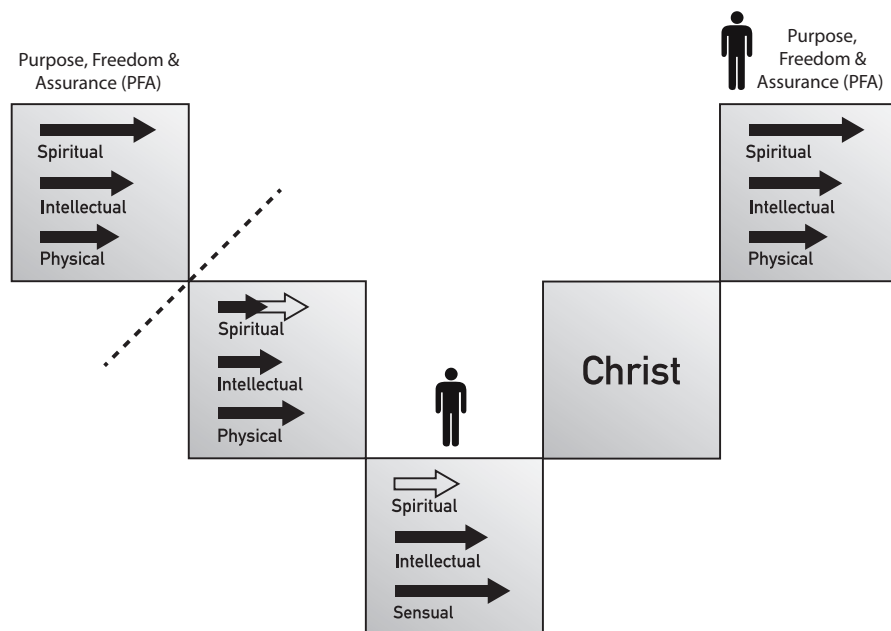 Purpose, Freedom &
Assurance (PFA)
Spiritual
Intellectual
Physical
Spiritual
Intellectual
Physical
Spiritual
Intellectual
Sensual
Christ
Purpose,
Freedom &
Assurance (PFA)
Spiritual
Intellectual
Physical